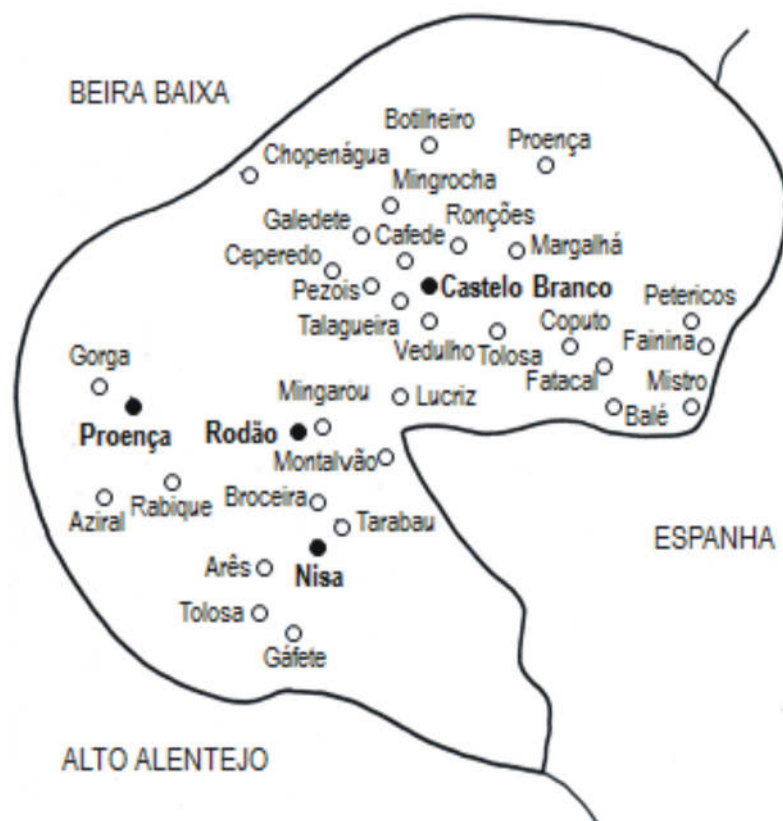 BEIRA BAIXA
Botilheiro
Proença
Chopenágua
Mingrocha
Galedete
Cafede
Ronções
Margalhá
Ceperedo
Pezois
Castelo Branco
Petericos
Talagueira
Vedulho
Tolosa
Coputo
Fainina
Fatacal
Mistro
Gorga
Mingarou
Lucriz
Balé
Proença
Rodão
Montalvão
Aziral
Rabique
Broceira
Tarabau
ESPANHA
Arês
Nisa
Tolosa
Gáfete
ALTO ALENTEJO